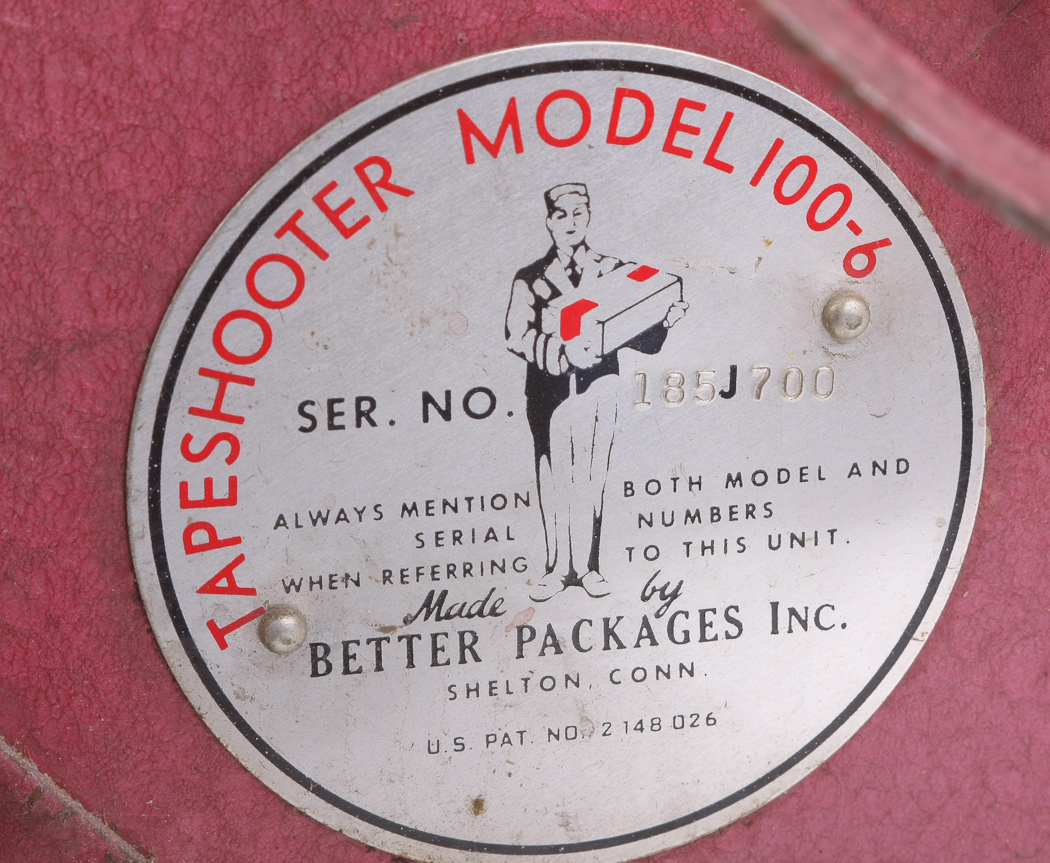 TAPESHOOTER MODEL 100-6
SER. NO. 185J700
ALWAYS MENTION BOTH MODEL AND
SERIAL NUMBERS
WHEN REFERRING TO THIS UNIT.
Made by
BETTER PACKAGES INC.
SHELTON, CONN.
U.S. PAT. NO. 2 148 026